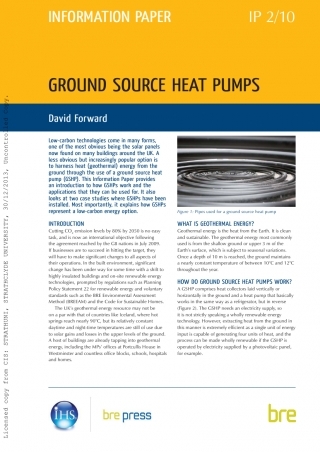 INFORMATION PAPER
IP 2/10
GROUND SOURCE HEAT PUMPS
David Forward
Low-carbon technologies come in many forms,
one of the most obvious being the solar panels
now found on many buildings around the UK. A
less obvious but increasingly popular option is
to harness heat (geothermal) energy from the
ground through the use of a ground source heat
pump (GSHP). This Information Paper provides
an introduction to how GSHPs work and the
applications that they can be used for. It also
looks at two case studies where GSHPs have been
installed. Most importantly, it explains how GSHPs
represent a low-carbon energy option.
INTRODUCTION
Cutting CO₂ emission levels by 80% by 2050 is no easy
task, and is now an international objective following
the agreement reached by the G8 nations in July 2009.
If businesses are to succeed in hitting the target, they
will have to make significant changes to all aspects of
their operations. In the built environment, significant
change has been under way for some time with a shift to
highly insulated buildings and on-site renewable energy
technologies, prompted by regulations such as Planning
Policy Statement 22 for renewable energy and voluntary
standards such as the BRE Environmental Assessment
Method (BREEAM) and the Code for Sustainable Homes.
The UK's geothermal energy resources may not be
on a par with that of countries like Iceland, where hot
springs reach nearly 90°C, but its relatively constant
daytime and night-time temperatures are still of use due
to solar gains and losses in the upper levels of the ground.
A host of buildings are already tapping into geothermal
energy, including the MPs' offices at Portcullis House in
Westminster and countless office blocks, schools, hospitals
and homes.
Figure 1: Pipes used for a ground source heat pump
WHAT IS GEOTHERMAL ENERGY?
Geothermal energy is the heat from the Earth. It is clean
and sustainable. The geothermal energy most commonly
used is from the shallow ground or upper 3 m of the
Earth's surface, which is subject to seasonal variations.
Once a depth of 10 m is reached, the ground maintains
a nearly constant temperature of between 10°C and 12°C
throughout the year.
HOW DO GROUND SOURCE HEAT PUMPS WORK?
A GSHP comprises heat collectors laid vertically or
horizontally in the ground and a heat pump that basically
works in the same way as a refrigerator, but in reverse
(Figure 2). The GSHP needs an electricity supply, so
it is not strictly speaking a wholly renewable energy
technology. However, extracting heat from the ground in
this manner is extremely efficient as a single unit of energy
input is capable of generating four units of heat, and the
process can be made wholly renewable if the GSHP is
operated by electricity supplied by a photovoltaic panel,
for example.
IHS
bre press
bre
Licensed copy from CIS: STRATHUNI, STRATHCLYDE UNIVERSITY, 30/12/2013, Uncontrolled Copy.